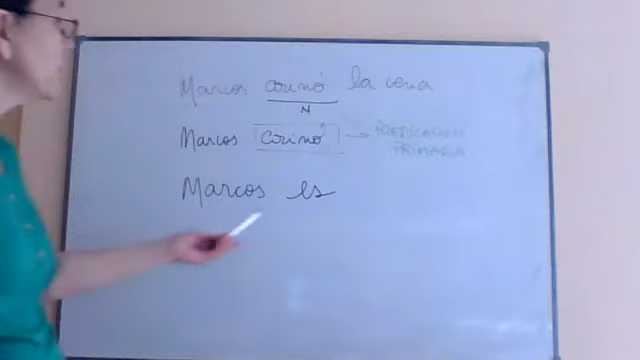 Marcos cocinó la cena
N
Marcos cocinó → PREDICACIÓN
PRIMARIA
Marcos es